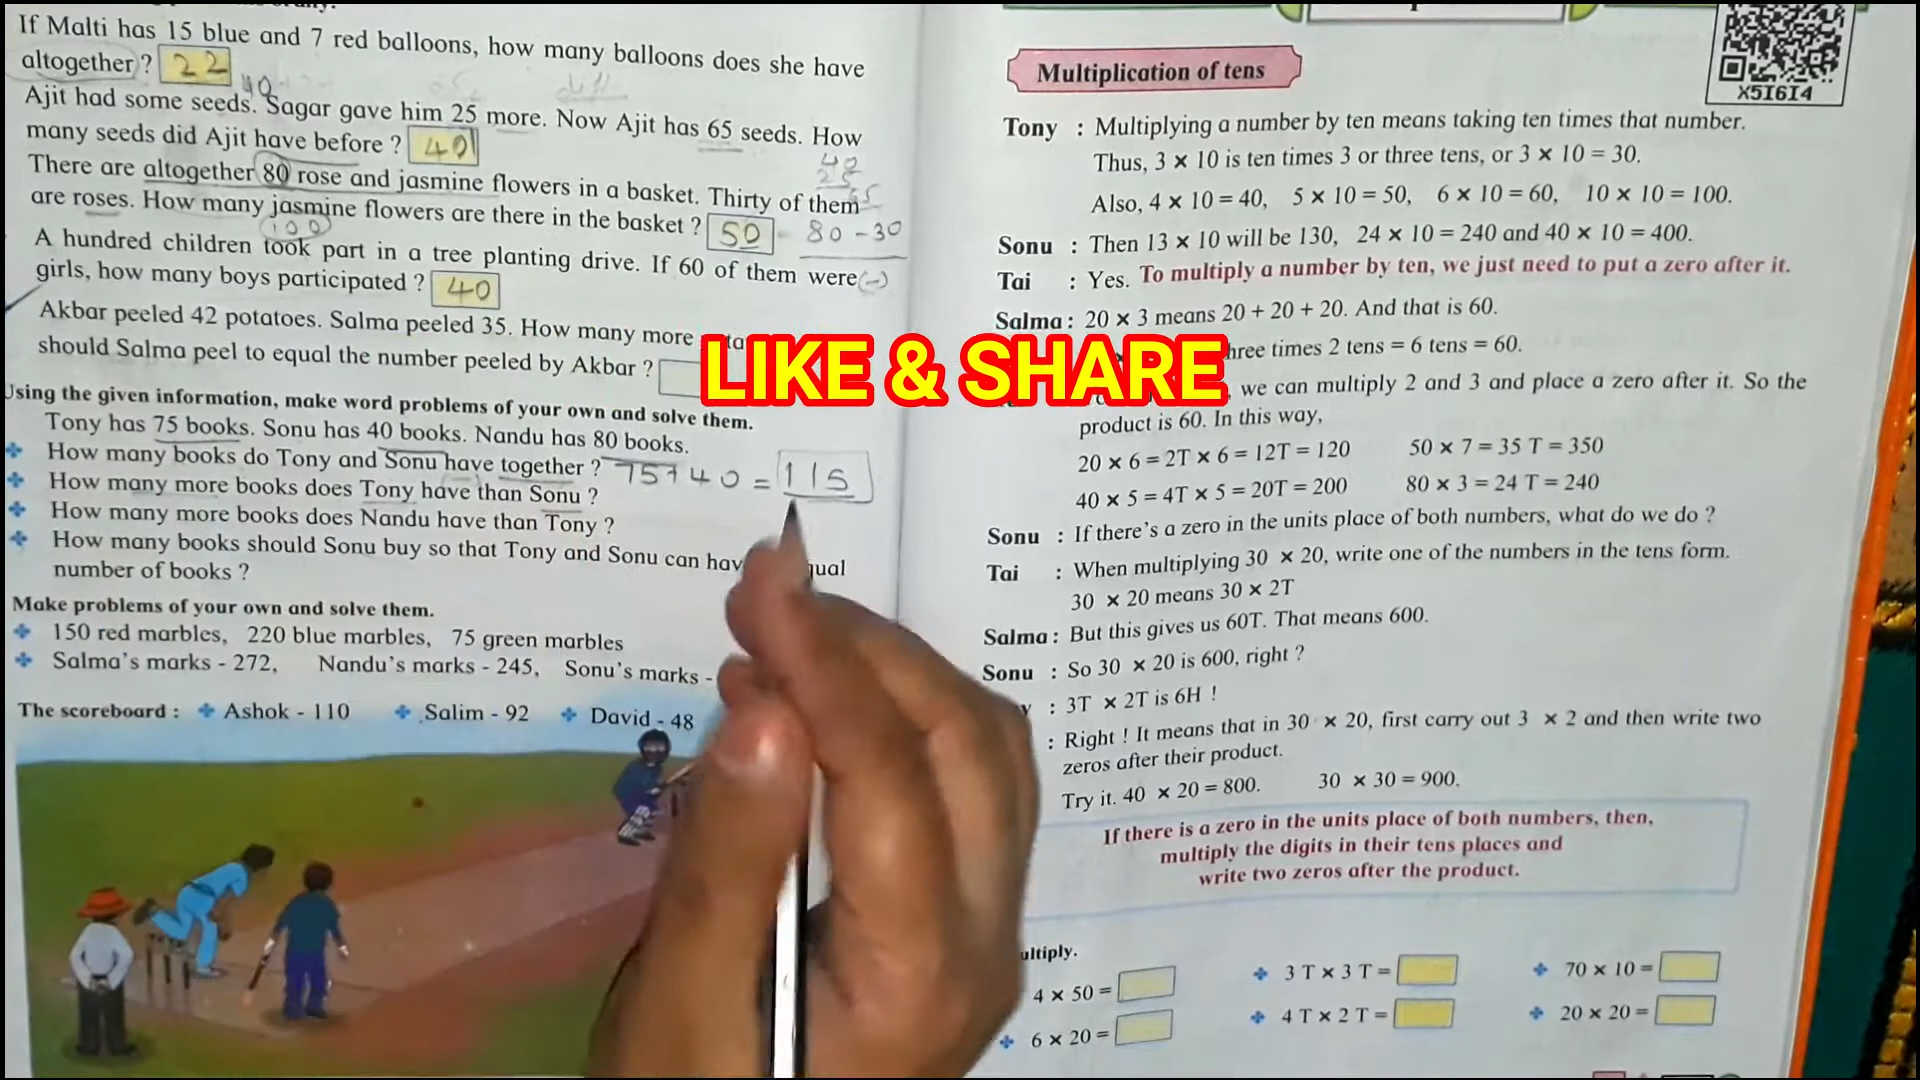 If Malti has 15 blue and 7 red balloons, how many balloons does she have
altogether ? 22
40
Ajit had some seeds. Sagar gave him 25 more. Now Ajit has 65 seeds. How
many seeds did Ajit have before ? 40
40
25
65
There are altogether 80 rose and jasmine flowers in a basket. Thirty of them
are roses. How many jasmine flowers are there in the basket ? 50 80 - 30
100
A hundred children took part in a tree planting drive. If 60 of them were (-)
girls, how many boys participated ? 40
Akbar peeled 42 potatoes. Salma peeled 35. How many more
should Salma peel to equal the number peeled by Akbar ?
Using the given information, make word problems of your own and solve them.
Tony has 75 books. Sonu has 40 books. Nandu has 80 books.
How many books do Tony and Sonu have together ? 75+40 = 115
How many more books does Tony have than Sonu ?
How many more books does Nandu have than Tony ?
How many books should Sonu buy so that Tony and Sonu can have
number of books ?
Make problems of your own and solve them.
150 red marbles, 220 blue marbles, 75 green marbles
Salma's marks - 272, Nandu's marks - 245, Sonu's marks -
The scoreboard : Ashok - 110 Salim - 92 David - 48
LIKE & SHARE
X5I6I4
Multiplication of tens
Tony : Multiplying a number by ten means taking ten times that number.
Thus, 3 × 10 is ten times 3 or three tens, or 3 × 10 = 30.
Also, 4 × 10 = 40, 5 × 10 = 50, 6 × 10 = 60, 10 × 10 = 100.
Sonu : Then 13 × 10 will be 130, 24 × 10 = 240 and 40 × 10 = 400.
Tai : Yes. To multiply a number by ten, we just need to put a zero after it.
Salma : 20 × 3 means 20 + 20 + 20. And that is 60.
three times 2 tens = 6 tens = 60.
, we can multiply 2 and 3 and place a zero after it. So the
product is 60. In this way,
20 × 6 = 2T × 6 = 12T = 120 50 × 7 = 35 T = 350
40 × 5 = 4T × 5 = 20T = 200 80 × 3 = 24 T = 240
Sonu : If there's a zero in the units place of both numbers, what do we do ?
Tai : When multiplying 30 × 20, write one of the numbers in the tens form.
30 × 20 means 30 × 2T
Salma : But this gives us 60T. That means 600.
Sonu : So 30 × 20 is 600, right ?
: 3T × 2T is 6H !
: Right ! It means that in 30 × 20, first carry out 3 × 2 and then write two
zeros after their product.
Try it. 40 × 20 = 800. 30 × 30 = 900.
If there is a zero in the units place of both numbers, then,
multiply the digits in their tens places and
write two zeros after the product.
ultiply.
4 × 50 = 3 T × 3 T = 70 × 10 =
6 × 20 = 4 T × 2 T = 20 × 20 =